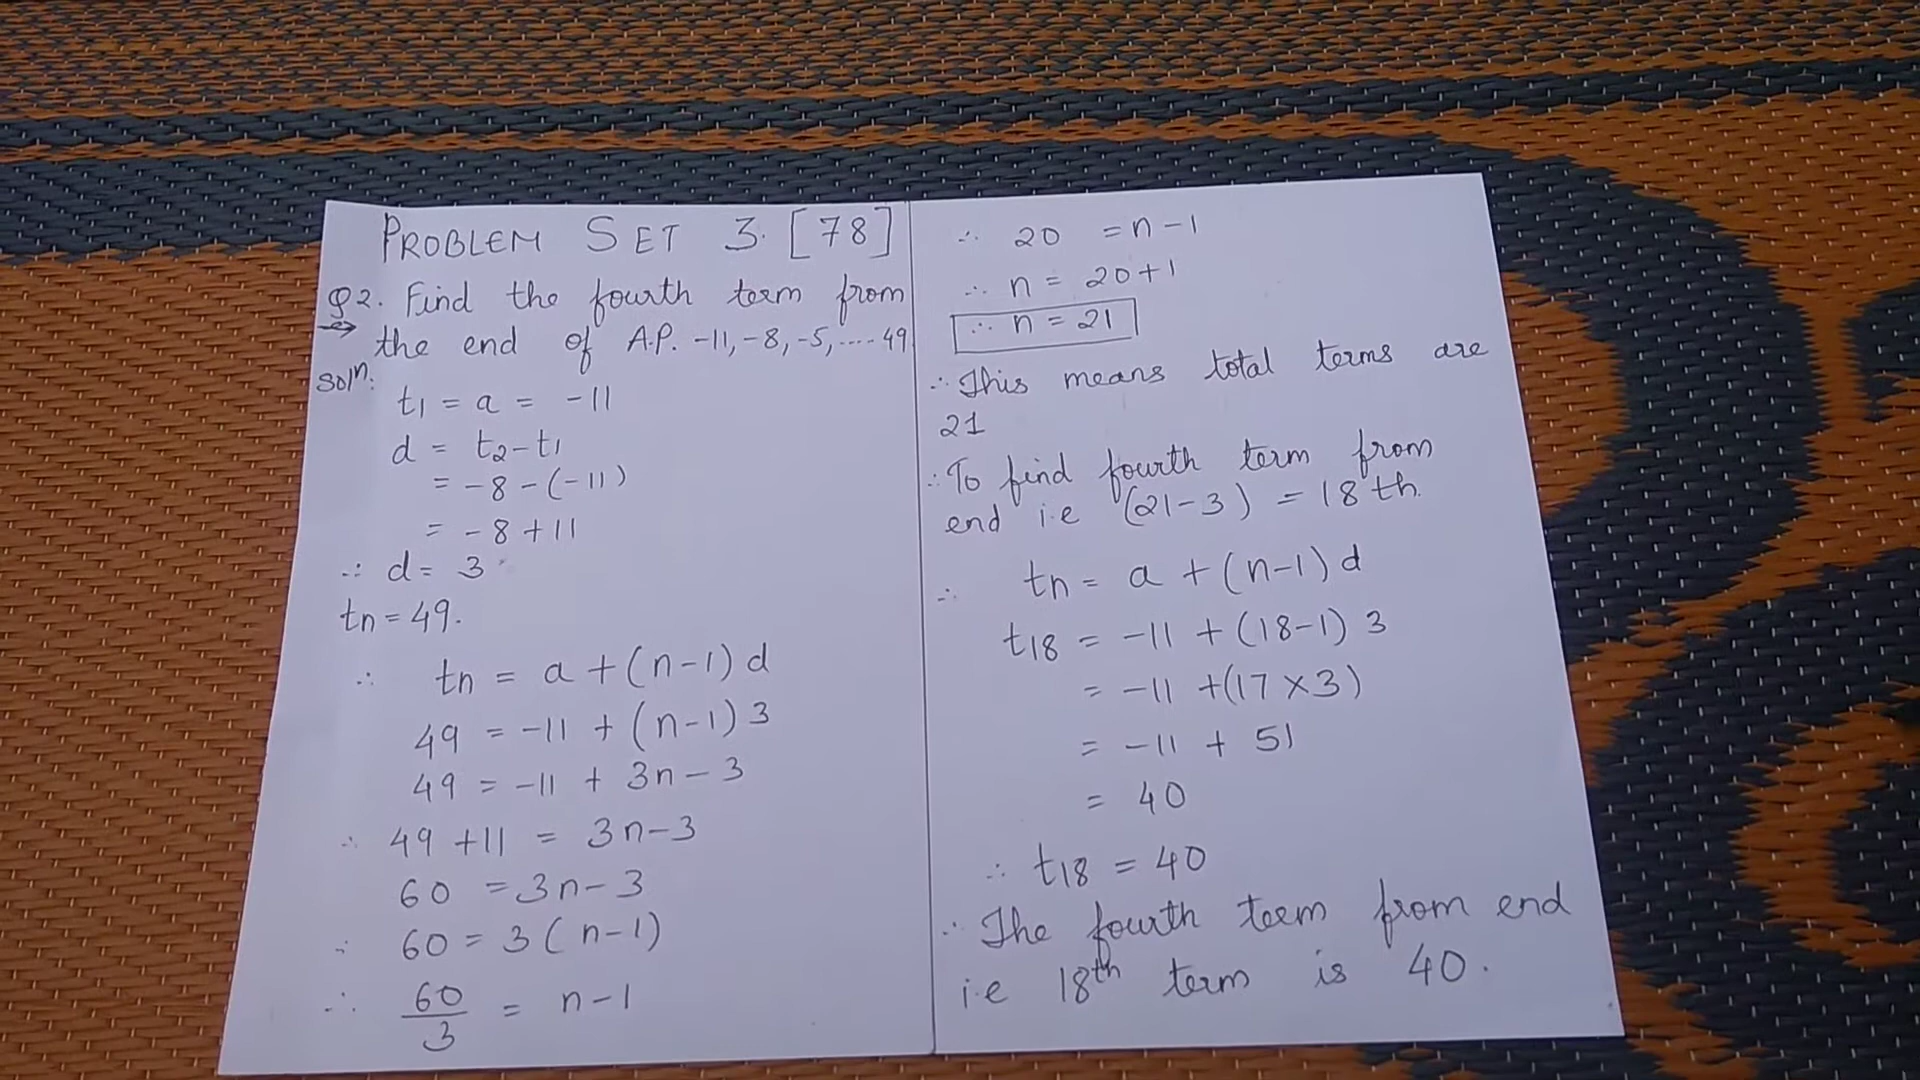 PROBLEM SET 3. [78]
Q2. Find the fourth term from
the end of A.P. -11, -8, -5, .... 49.
Solⁿ:
t₁ = a = -11
d = t₂ - t₁
= -8 - (-11)
= -8 + 11
∴ d = 3
tn = 49.
∴ tn = a + (n-1) d
49 = -11 + (n-1) 3
49 = -11 + 3n - 3
∴ 49 + 11 = 3n - 3
60 = 3n - 3
∴ 60 = 3 ( n-1)
∴ 60/3 = n - 1
∴ 20 = n - 1
∴ n = 20+1
∴ n = 21
∴ This means total terms are
21
∴ To find fourth term from
end i.e (21-3) = 18th.
∴ tn = a + (n-1) d
t18 = -11 + (18-1) 3
= -11 +(17 × 3)
= -11 + 51
= 40
∴ t18 = 40
∴ The fourth term from end
i.e 18th term is 40.